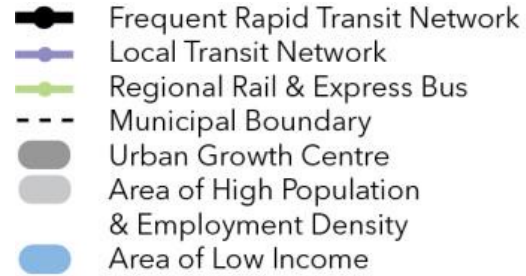 Frequent Rapid Transit Network
Local Transit Network
Regional Rail & Express Bus
Municipal Boundary
Urban Growth Centre
Area of High Population
& Employment Density
Area of Low Income